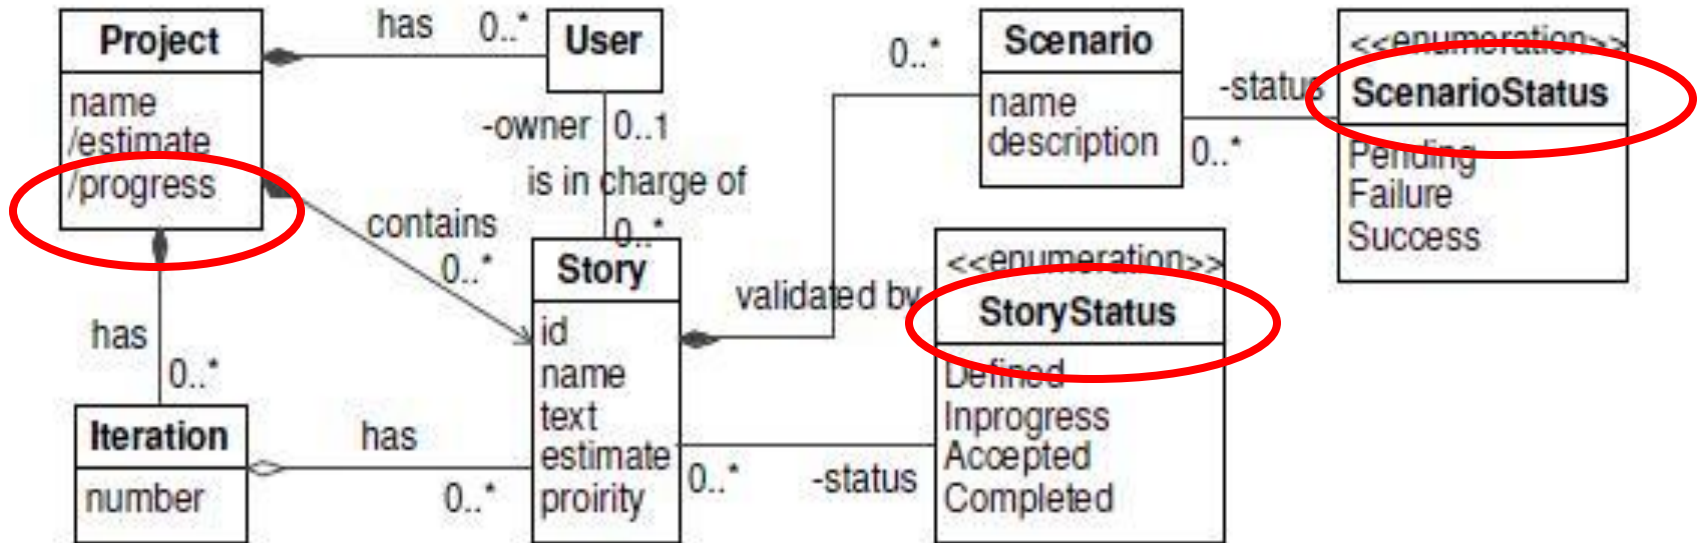 Project
name
/estimate
/progress
has
0..*
User
-owner
0..1
is in charge of
0..*
contains
0..*
has
0..*
Iteration
number
has
0..*
Story
id
name
text
estimate
proirity
validated by
0..*
Scenario
name
description
-status
0..*
<<enumeration>>
ScenarioStatus
Pending
Failure
Success
<<enumeration>>
StoryStatus
Defined
Inprogress
Accepted
Completed
0..*
-status